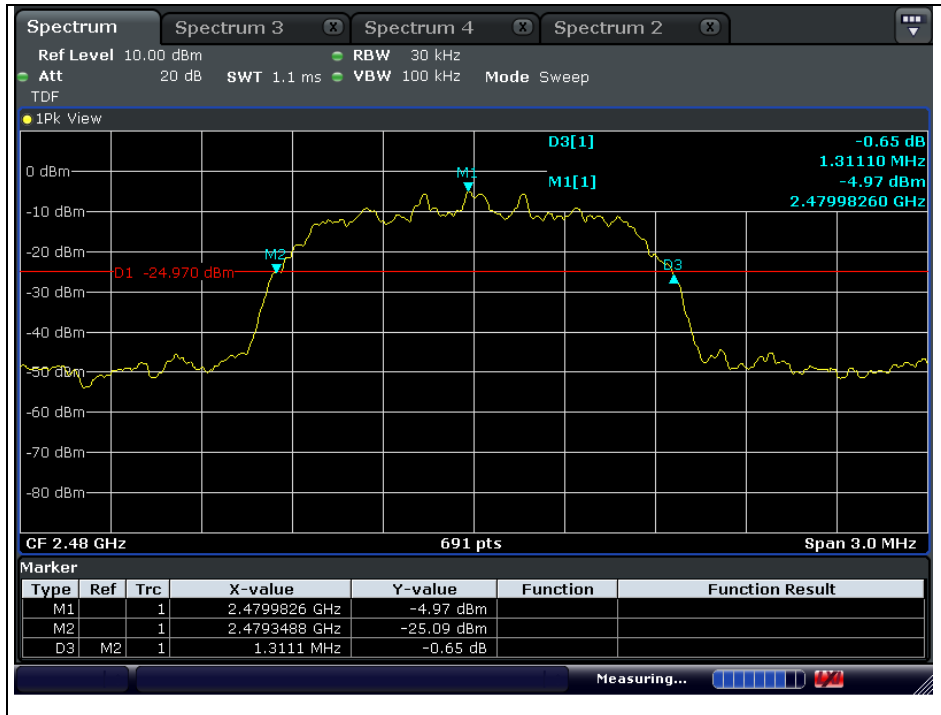 Spectrum Spectrum 3 X Spectrum 4 X Spectrum 2 X
Ref Level 10.00 dBm RBW 30 kHz
Att 20 dB SWT 1.1 ms VBW 100 kHz Mode Sweep
TDF
1Pk View
D3[1] -0.65 dB
1.31110 MHz
M1[1] -4.97 dBm
2.47998260 GHz
0 dBm
M1
-10 dBm
-20 dBm
M2
D3
D1 -24.970 dBm
-30 dBm
-40 dBm
-50 dBm
-60 dBm
-70 dBm
-80 dBm
CF 2.48 GHz 691 pts Span 3.0 MHz
Marker
Type Ref Trc X-value Y-value Function Function Result
M1 1 2.4799826 GHz -4.97 dBm
M2 1 2.4793488 GHz -25.09 dBm
D3 M2 1 1.3111 MHz -0.65 dB
Measuring...